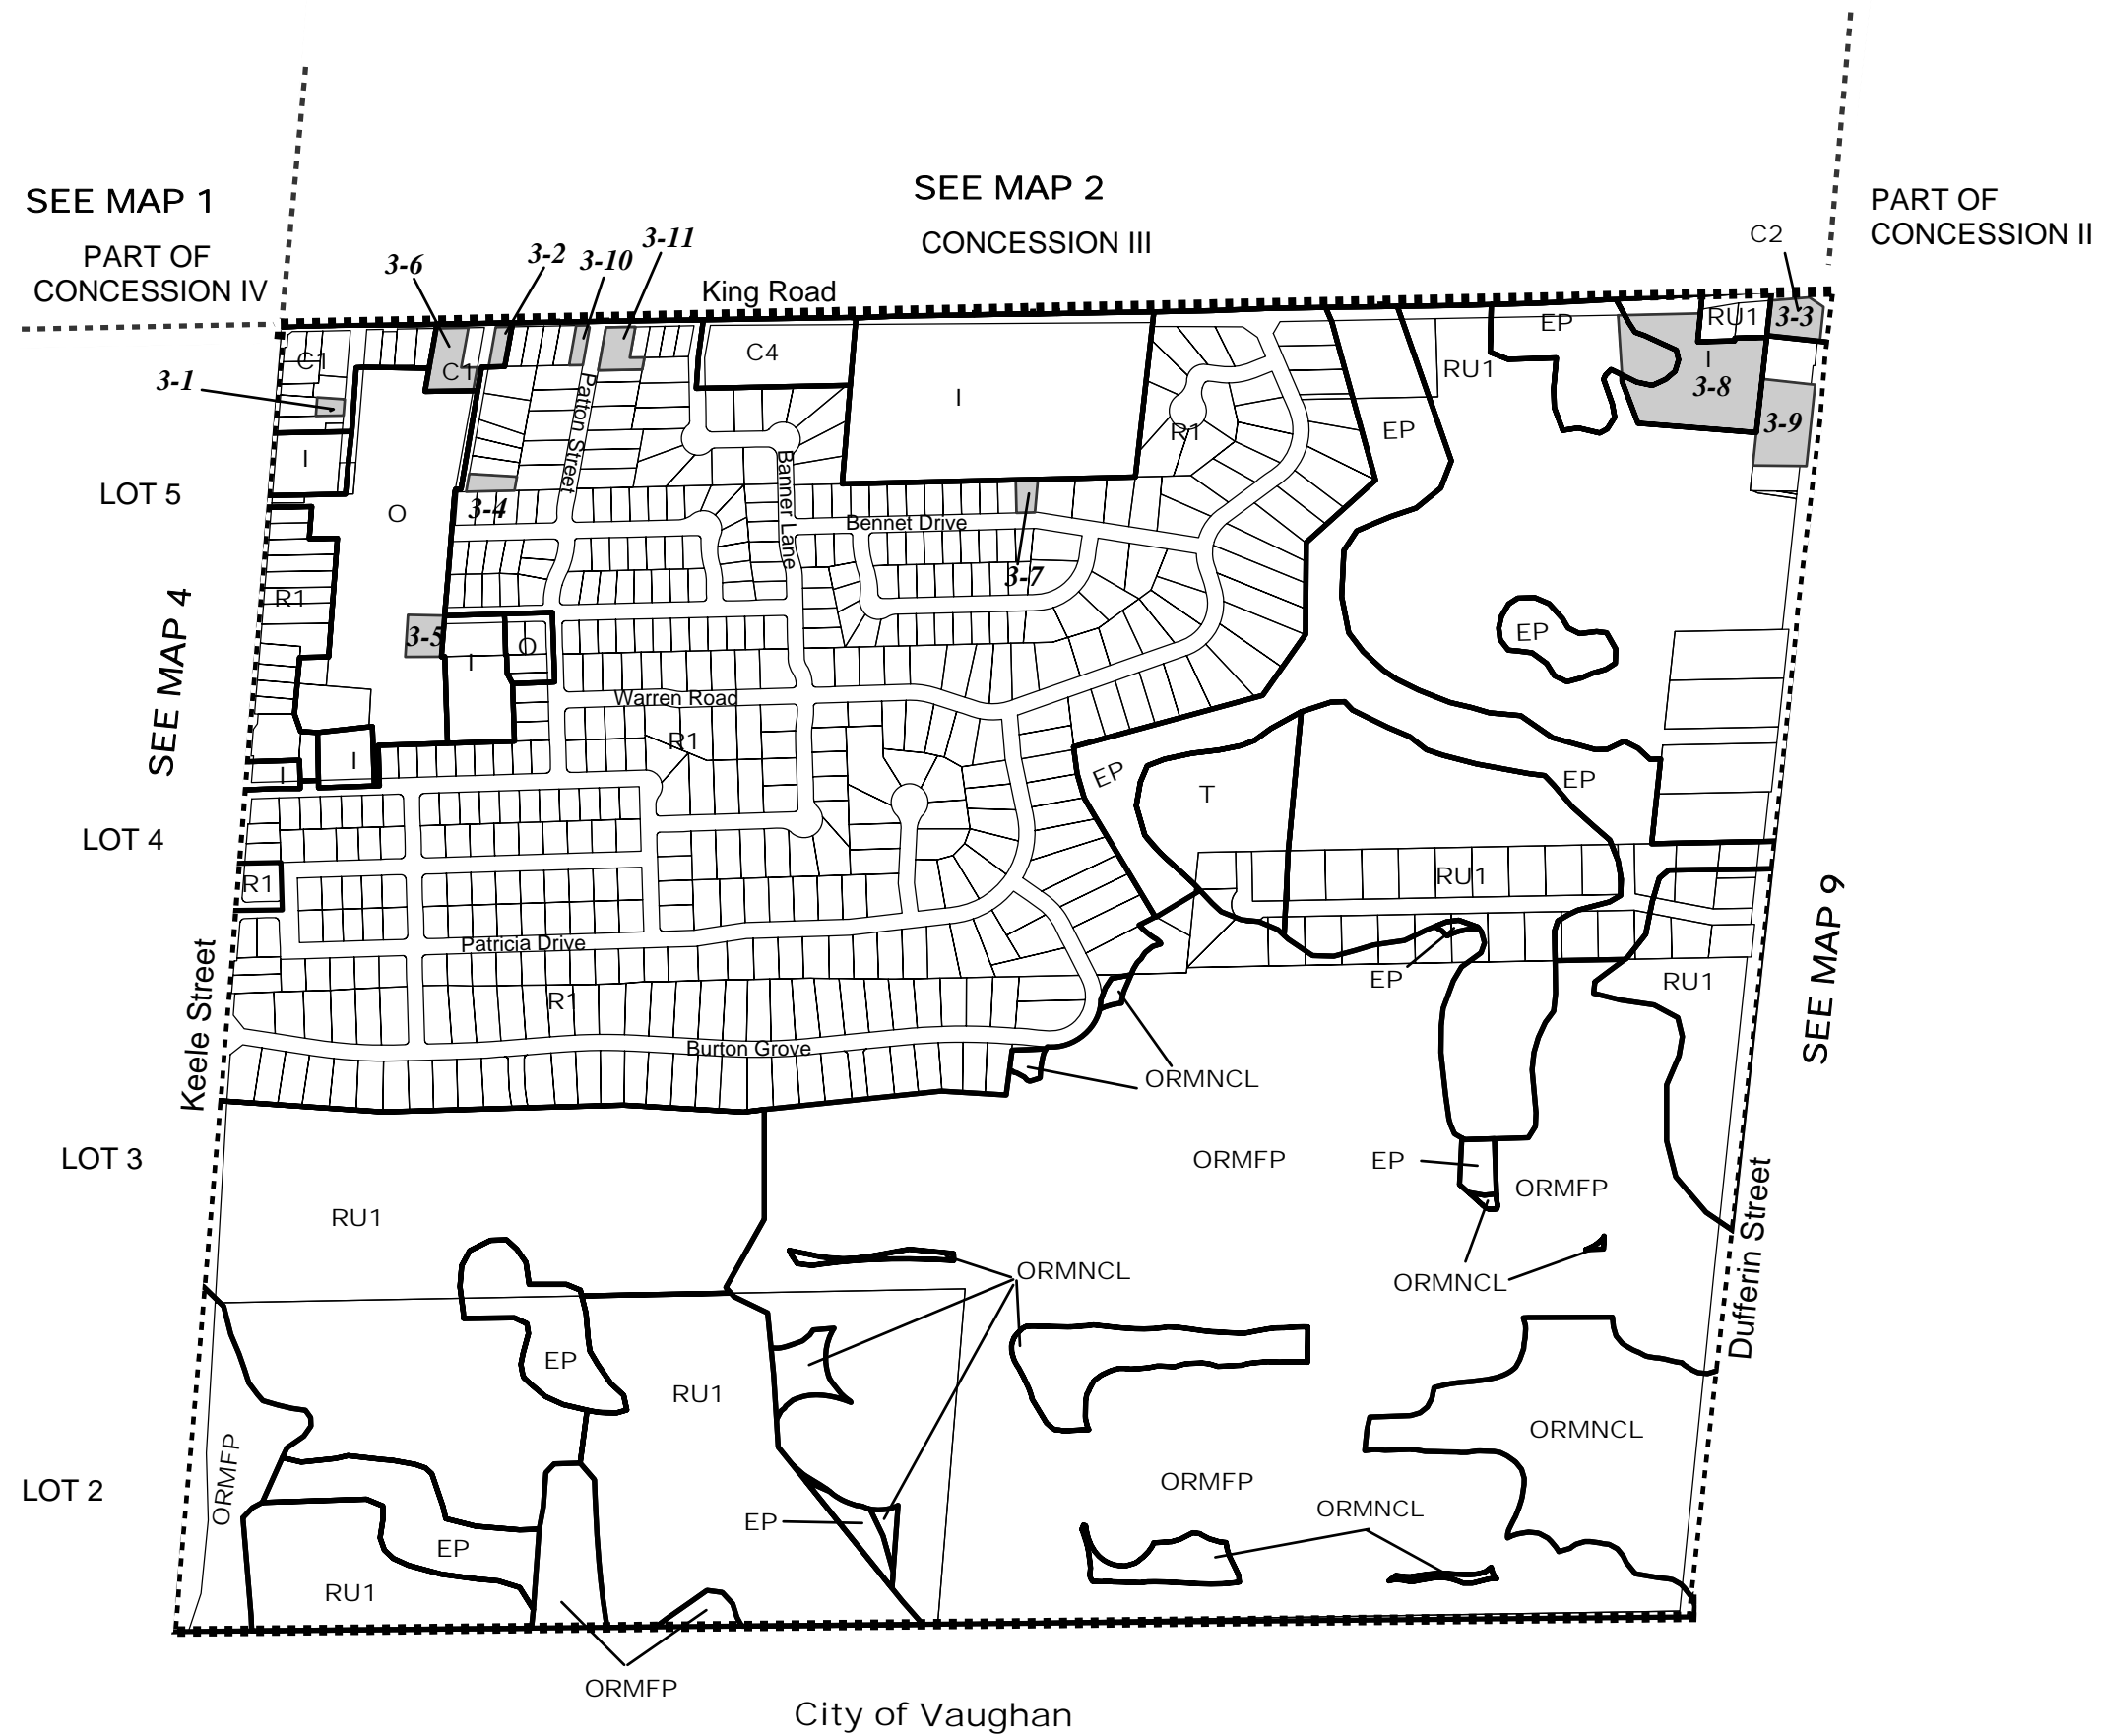 SEE MAP 1
SEE MAP 2
PART OF
CONCESSION II
PART OF
CONCESSION IV
CONCESSION III
C2
3-6
3-2
3-10
3-11
King Road
3-1
C1
C1
C4
I
R1
EP
RU1
EP
RU1
3-3
I
3-8
3-9
Patton Street
Banner Lane
I
LOT 5
O
3-4
Bennet Drive
3-7
R1
SEE MAP 4
3-5
I
O
EP
Warren Road
R1
I
I
EP
T
EP
LOT 4
R1
RU1
SEE MAP 9
Patricia Drive
EP
RU1
Keele Street
R1
Burton Grove
ORMNCL
LOT 3
ORMFP
EP
ORMFP
RU1
ORMNCL
ORMNCL
Dufferin Street
EP
RU1
ORMNCL
ORMFP
LOT 2
ORMFP
ORMNCL
EP
EP
RU1
ORMFP
City of Vaughan